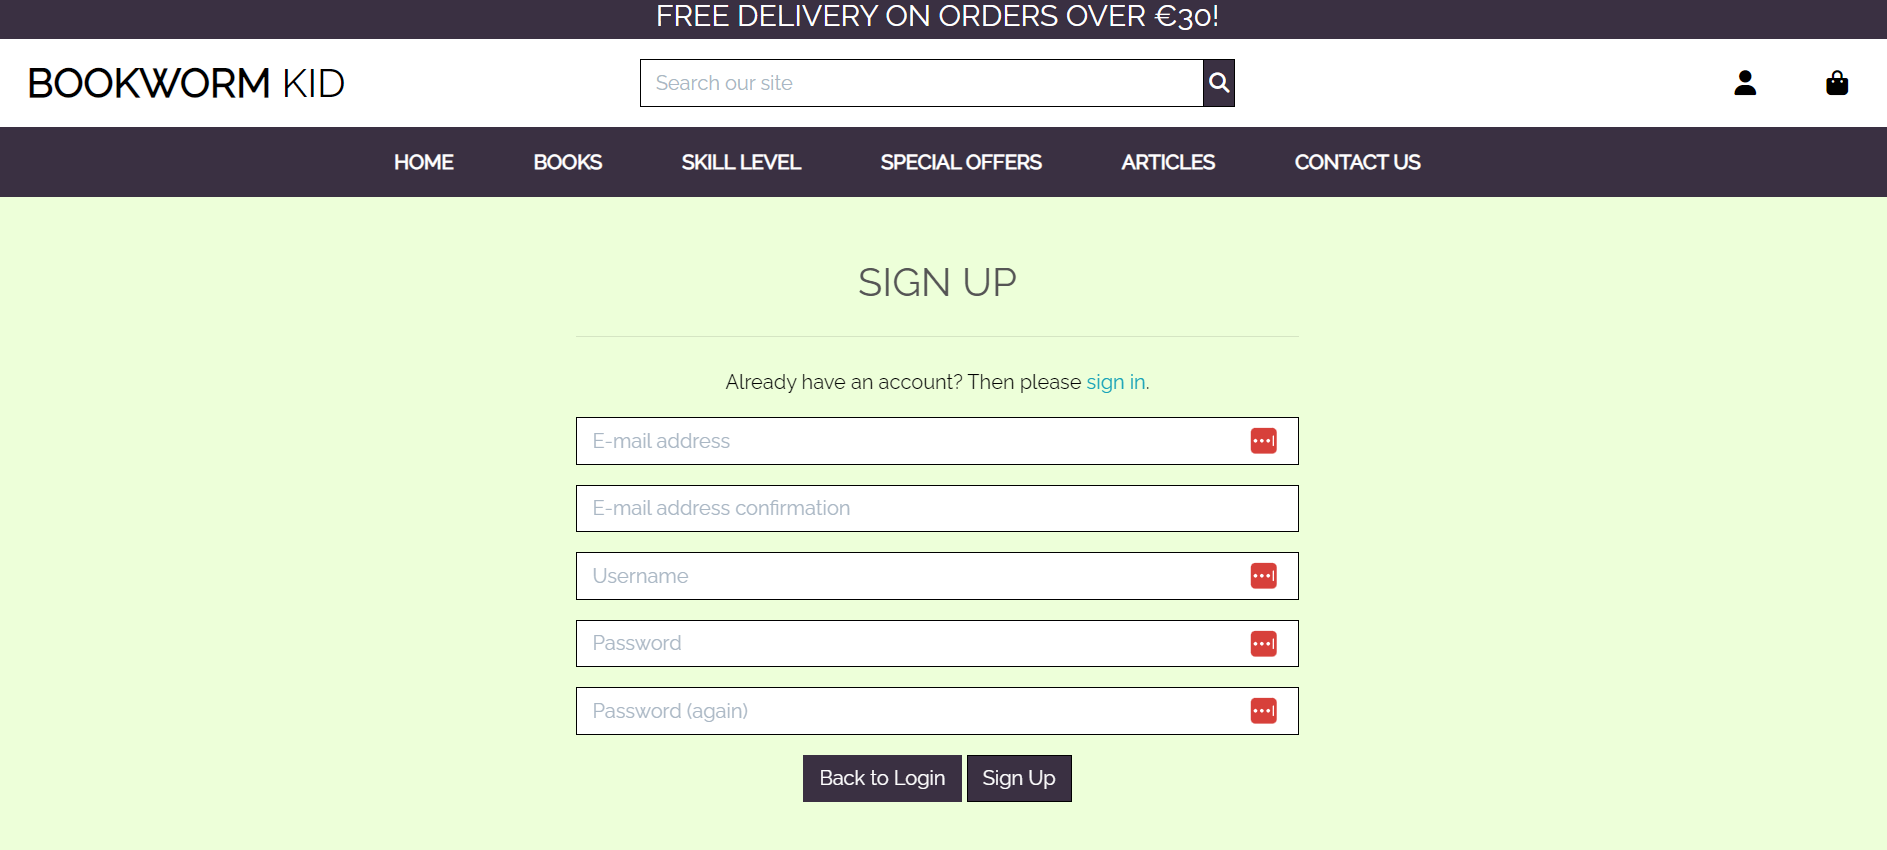 FREE DELIVERY ON ORDERS OVER €30!
BOOKWORM KID
Search our site
HOME BOOKS SKILL LEVEL SPECIAL OFFERS ARTICLES CONTACT US
SIGN UP
Already have an account? Then please sign in.
E-mail address
E-mail address confirmation
Username
Password
Password (again)
Back to Login Sign Up